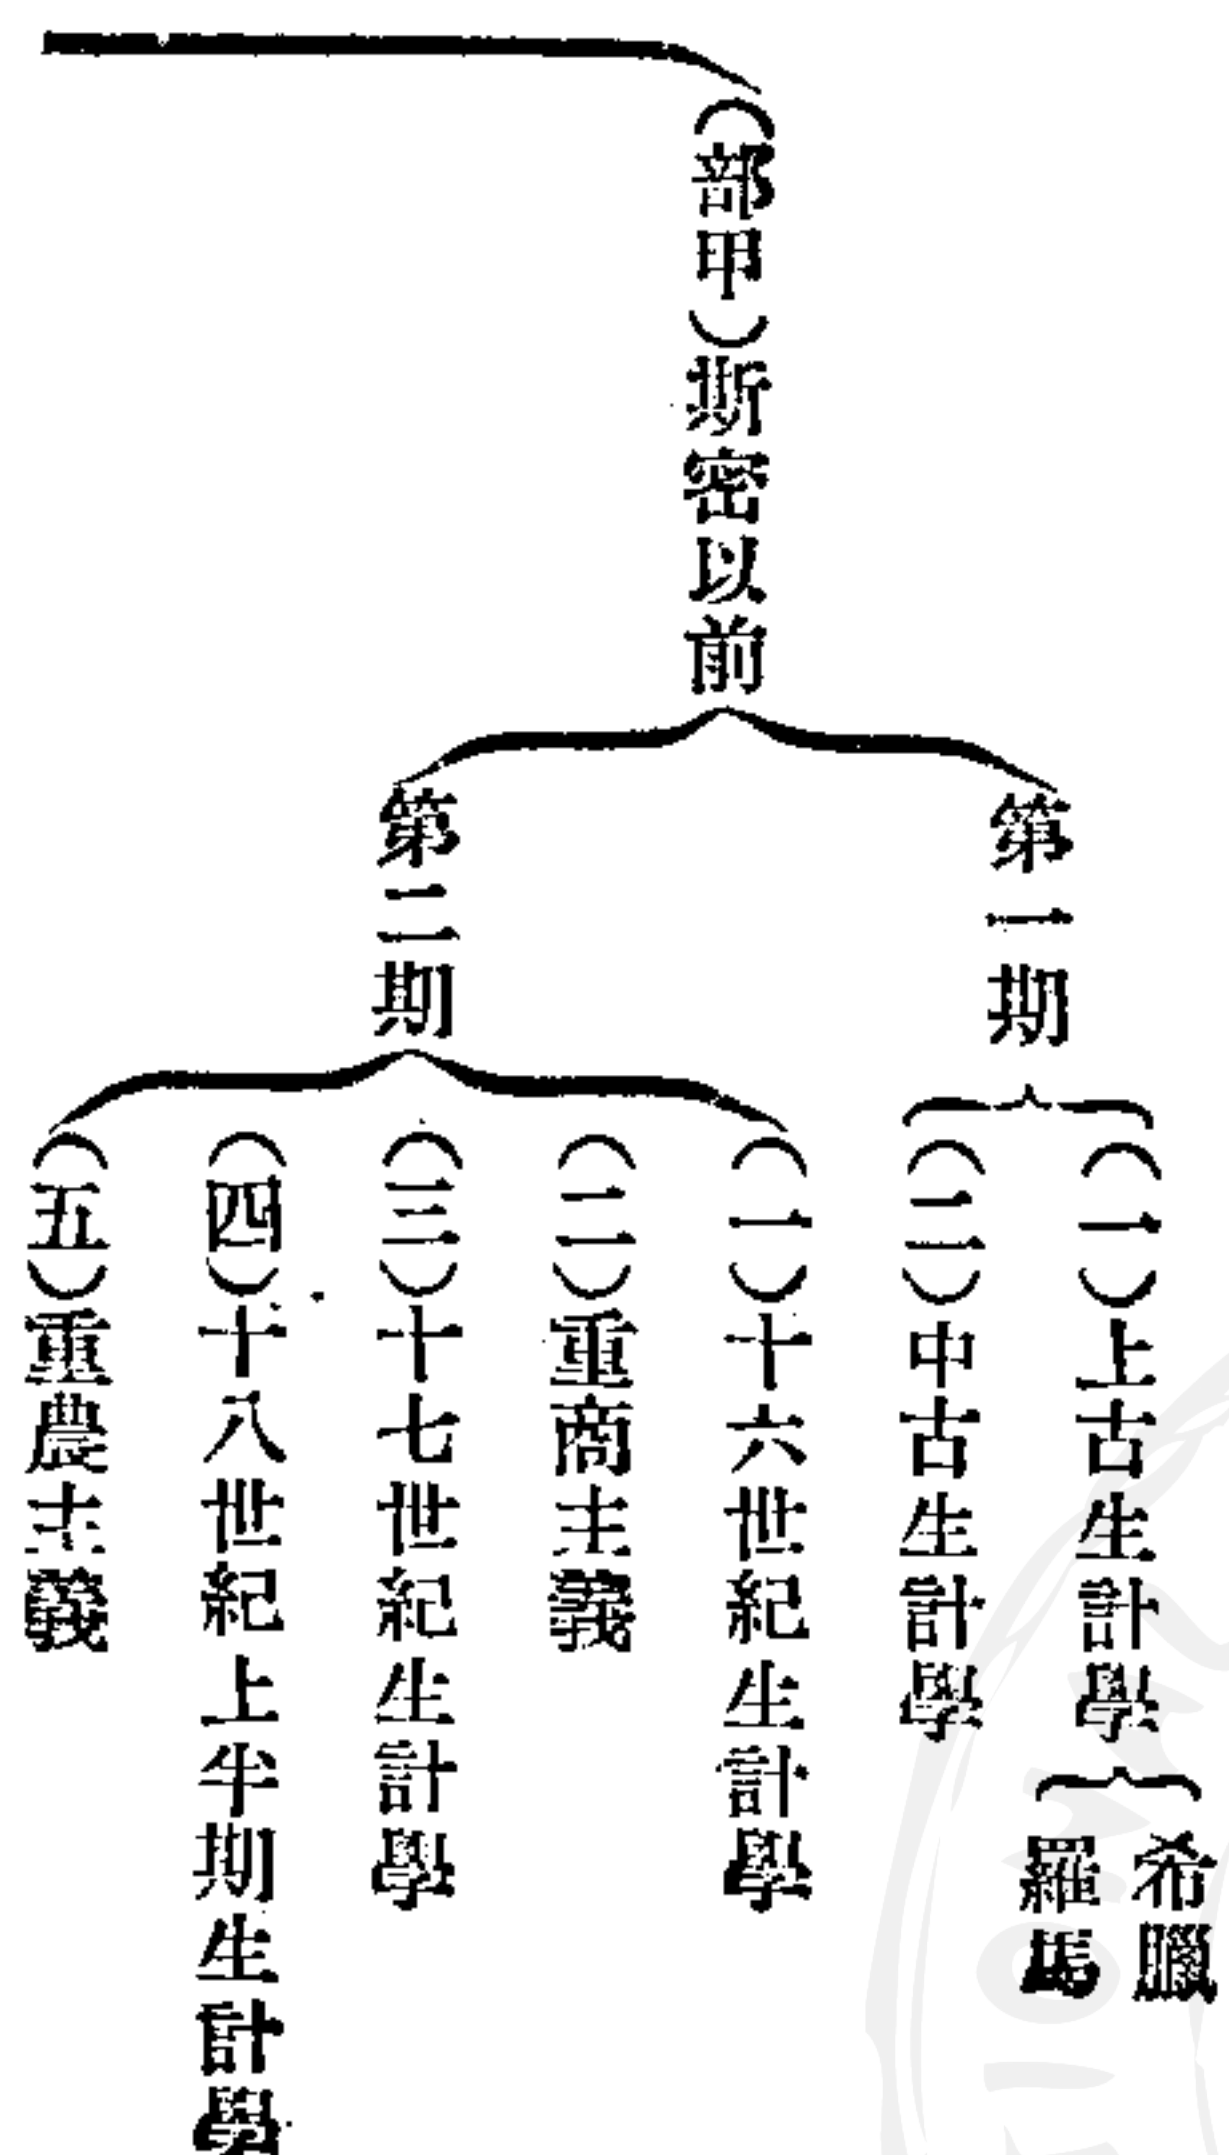 （部甲）斯密以前
第一期
（一）上古生計學
希臘
羅馬
（二）中古生計學
第二期
（一）十六世紀生計學
（二）重商主義
（三）十七世紀生計學
（四）十八世紀上半期生計學
（五）重農主義